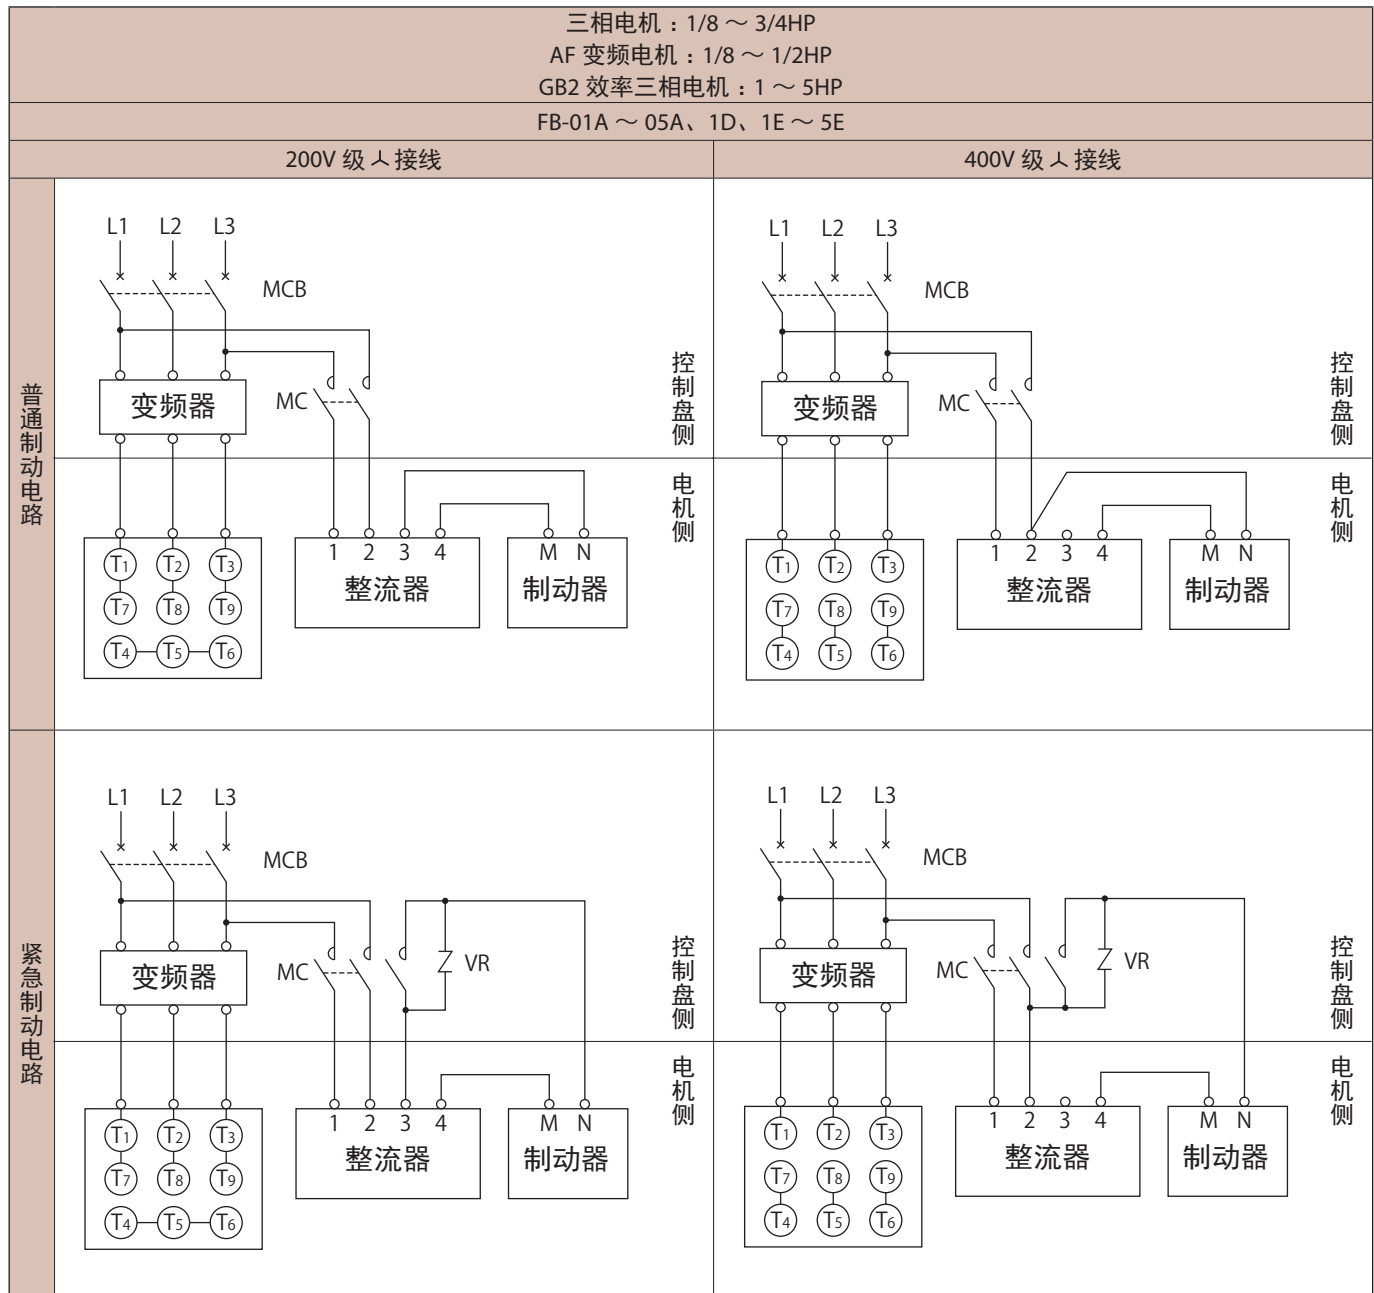 三相电机：1/8 ～ 3/4HP
AF 变频电机：1/8 ～ 1/2HP
GB2 效率三相电机：1 ～ 5HP
FB-01A ～ 05A、1D、1E ～ 5E
200V 级 人 接线
400V 级 人 接线
普通制动电路
L1 L2 L3
MCB
变频器
MC
控制盘侧
电机侧
1 2 3 4
整流器
M N
制动器
T1 T2 T3
T7 T8 T9
T4 T5 T6
L1 L2 L3
MCB
变频器
MC
控制盘侧
电机侧
1 2 3 4
整流器
M N
制动器
T1 T2 T3
T7 T8 T9
T4 T5 T6
紧急制动电路
L1 L2 L3
MCB
变频器
MC
VR
控制盘侧
电机侧
1 2 3 4
整流器
M N
制动器
T1 T2 T3
T7 T8 T9
T4 T5 T6
L1 L2 L3
MCB
变频器
MC
VR
控制盘侧
电机侧
1 2 3 4
整流器
M N
制动器
T1 T2 T3
T7 T8 T9
T4 T5 T6